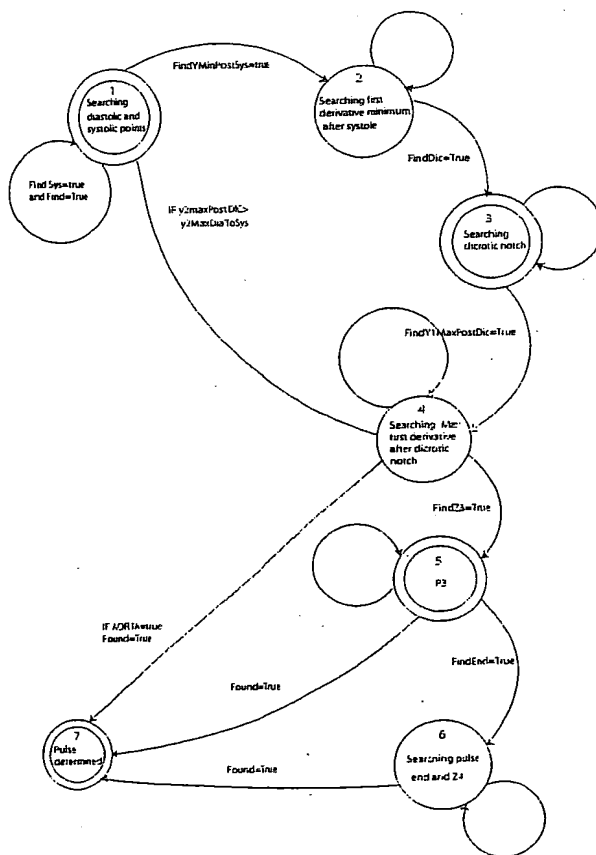 FindYMinPostSys=true
1
Searching
diastolic and
systolic points
2
Searching first
derivative minimum
after systole
FindDic=True
Find Sys=true
and Find=True
IF y2maxPostDIC>
y2MaxDiaToSys
3
Searching
dicrotic notch
FindY1MaxPostDic=True
4
Searching Max
first derivative
after dicrotic
notch
FindZ3=True
5
P3
IF AORTA=true
Found=True
FindEnd=True
Found=True
7
Pulse
determined
6
Searching pulse
end and Z4
Found=True